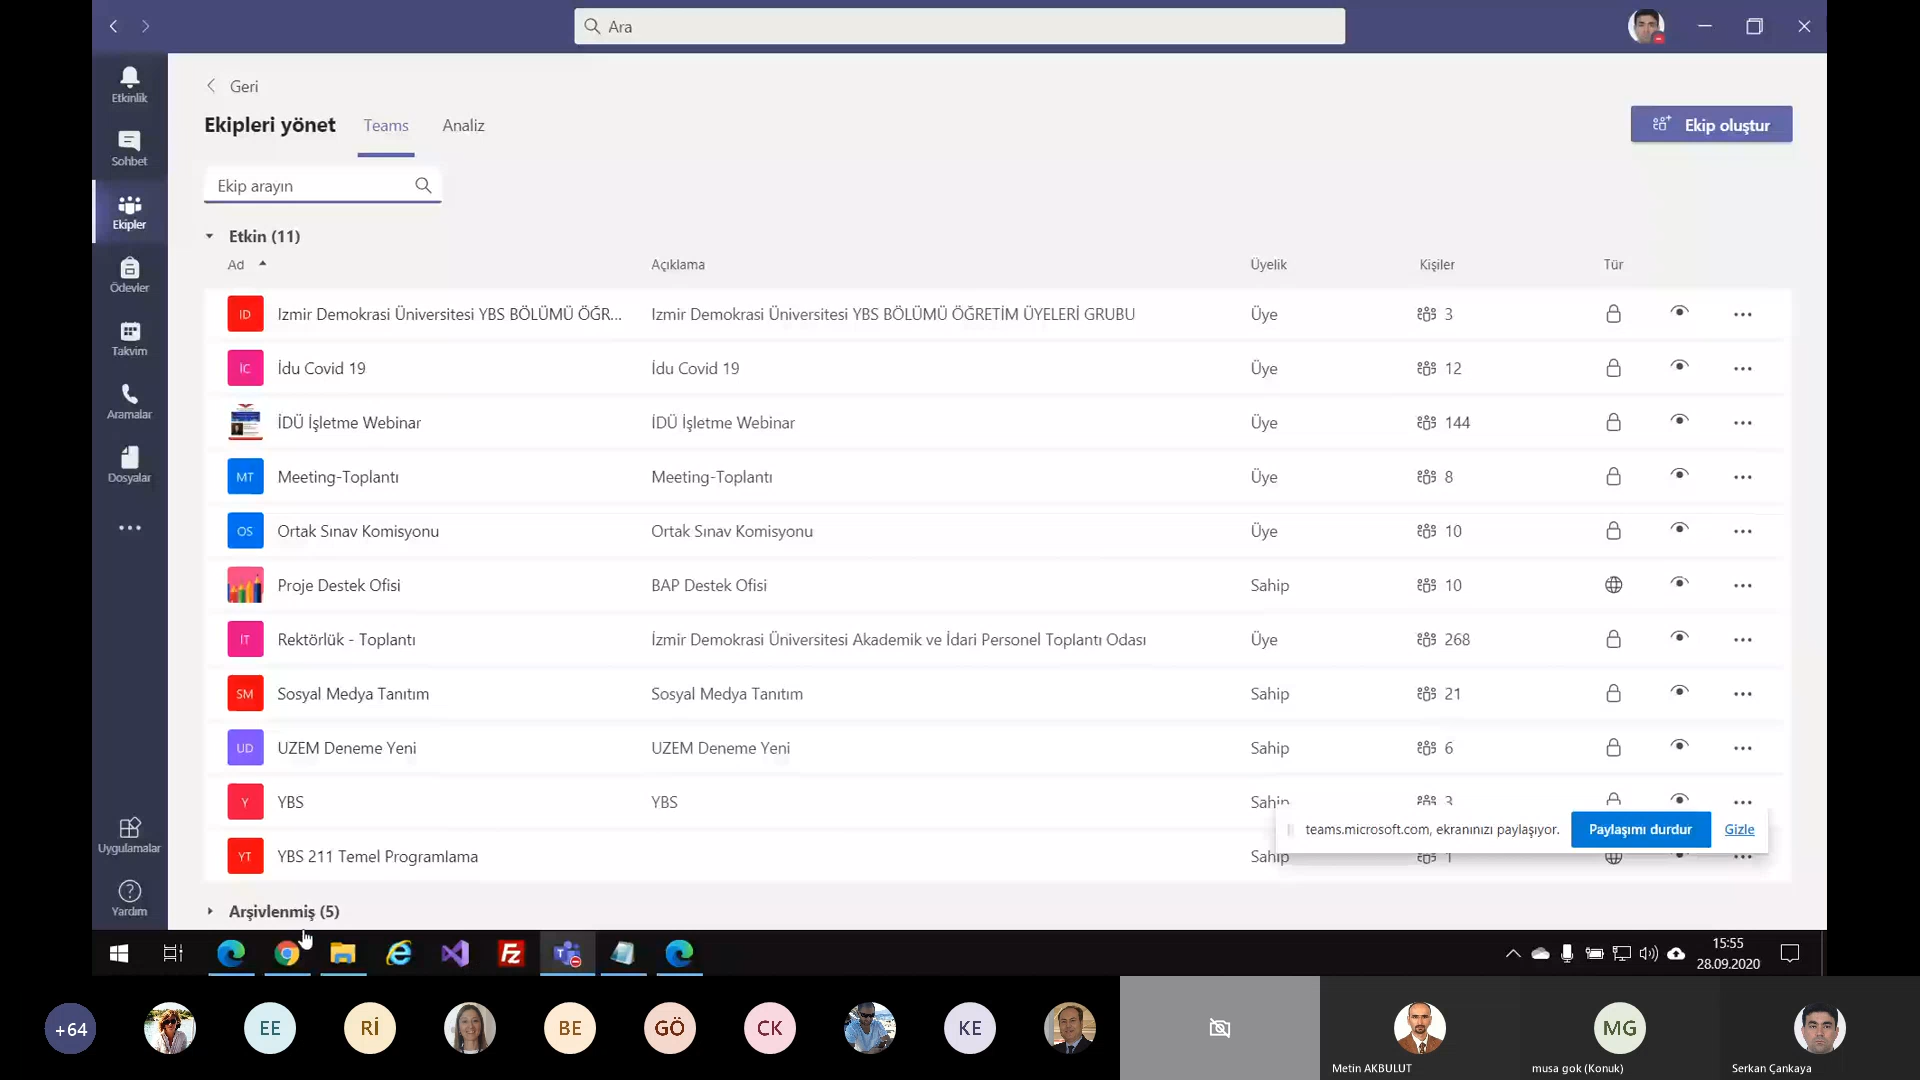 Ara
Etkinlik
Sohbet
Ekipler
Ödevler
Takvim
Aramalar
Dosyalar
Uygulamalar
Yardım
Geri
Ekipleri yönet Teams Analiz
Ekip oluştur
Ekip arayın
Etkin (11)
Ad Açıklama Üyelik Kişiler Tür
ID Izmir Demokrasi Üniversitesi YBS BÖLÜMÜ ÖĞR... Izmir Demokrasi Üniversitesi YBS BÖLÜMÜ ÖĞRETİM ÜYELERİ GRUBU Üye 3
İC İdu Covid 19 İdu Covid 19 Üye 12
İDÜ İşletme Webinar İDÜ İşletme Webinar Üye 144
MT Meeting-Toplantı Meeting-Toplantı Üye 8
OS Ortak Sınav Komisyonu Ortak Sınav Komisyonu Üye 10
Proje Destek Ofisi BAP Destek Ofisi Sahip 10
İT Rektörlük - Toplantı İzmir Demokrasi Üniversitesi Akademik ve İdari Personel Toplantı Odası Üye 268
SM Sosyal Medya Tanıtım Sosyal Medya Tanıtım Sahip 21
UD UZEM Deneme Yeni UZEM Deneme Yeni Sahip 6
Y YBS YBS Sahip 3
teams.microsoft.com, ekranınızı paylaşıyor. Paylaşımı durdur Gizle
YT YBS 211 Temel Programlama Sahip 1
Arşivlenmiş (5)
15:55
28.09.2020
+64 EE Rİ BE GÖ CK KE MG
Metin AKBULUT musa gok (Konuk) Serkan Çankaya